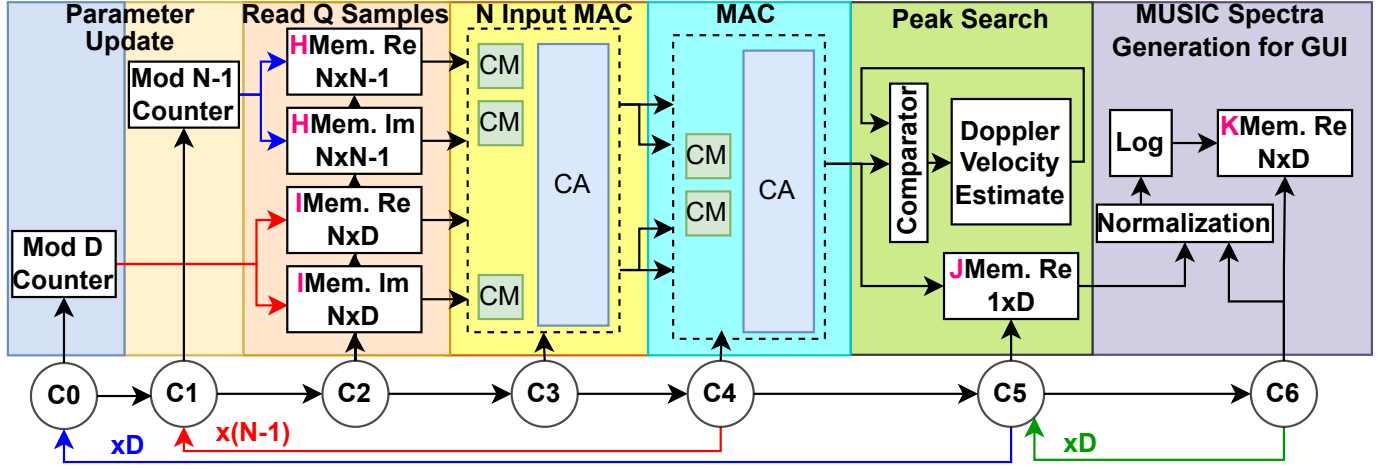 Parameter
Update
Read Q Samples
N Input MAC
MAC
Peak Search
MUSIC Spectra
Generation for GUI
Mod D
Counter
Mod N-1
Counter
HMem. Re
NxN-1
HMem. Im
NxN-1
IMem. Re
NxD
IMem. Im
NxD
CM
CM
CM
CA
CM
CM
CA
Comparator
Doppler
Velocity
Estimate
JMem. Re
1xD
Log
KMem. Re
NxD
Normalization
C0
C1
C2
C3
C4
C5
C6
xD
x(N-1)
xD